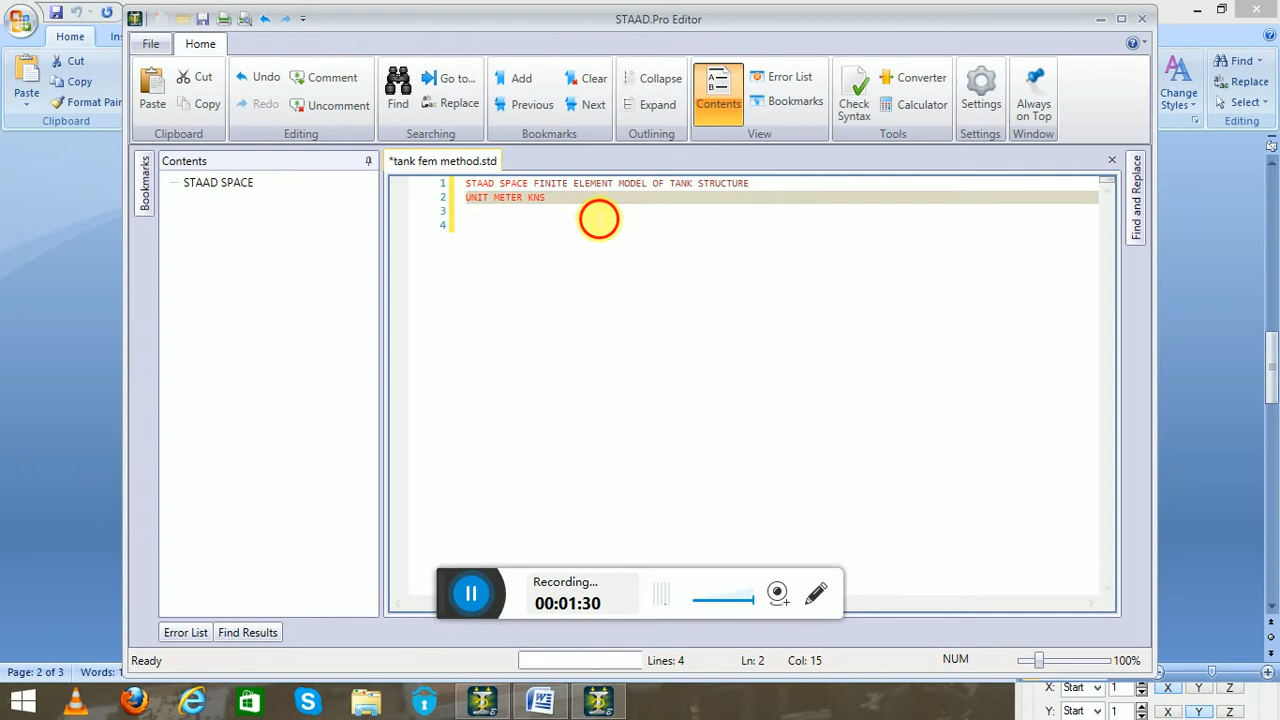 STAAD.Pro Editor
File
Home
Home
Ins
Paste
Cut
Copy
Format Pain
Clipboard
Paste
Cut
Copy
Clipboard
Undo
Redo
Comment
Uncomment
Editing
Find
Go to...
Replace
Searching
Add
Previous
Clear
Next
Bookmarks
Collapse
Expand
Outlining
Contents
Error List
Bookmarks
View
Check
Syntax
Converter
Calculator
Tools
Settings
Settings
Always
on Top
Window
Change
Styles
Find
Replace
Select
Editing
Bookmarks
Contents
STAAD SPACE
*tank fem method.std
1 STAAD SPACE FINITE ELEMENT MODEL OF TANK STRUCTURE
2 UNIT METER KNS
3
4
Find and Replace
Recording...
00:01:30
Error List
Find Results
Ready
Lines: 4
Ln: 2
NUM
100%
Page: 2 of 3
Words: 1
X: Start 1 X Y Z
Y: Start 1 X Y Z